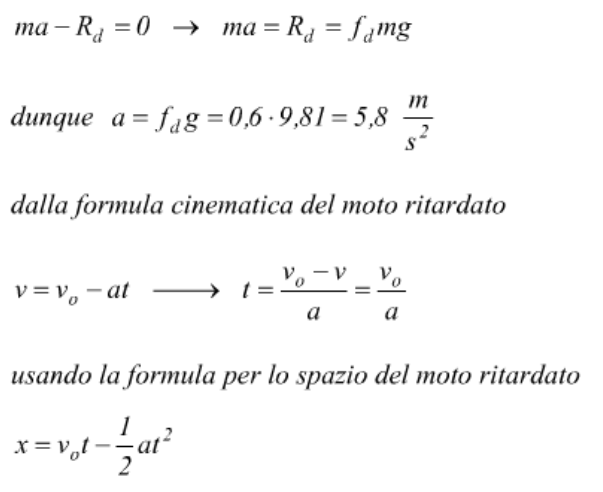 ma − R_d = 0 → ma = R_d = f_d mg
dunque a = f_d g = 0,6 · 9,81 = 5,8 m/s²
dalla formula cinematica del moto ritardato
v = v_o − at ⟶ t = (v_o − v)/a = v_o/a
usando la formula per lo spazio del moto ritardato
x = v_o t − 1/2 at²